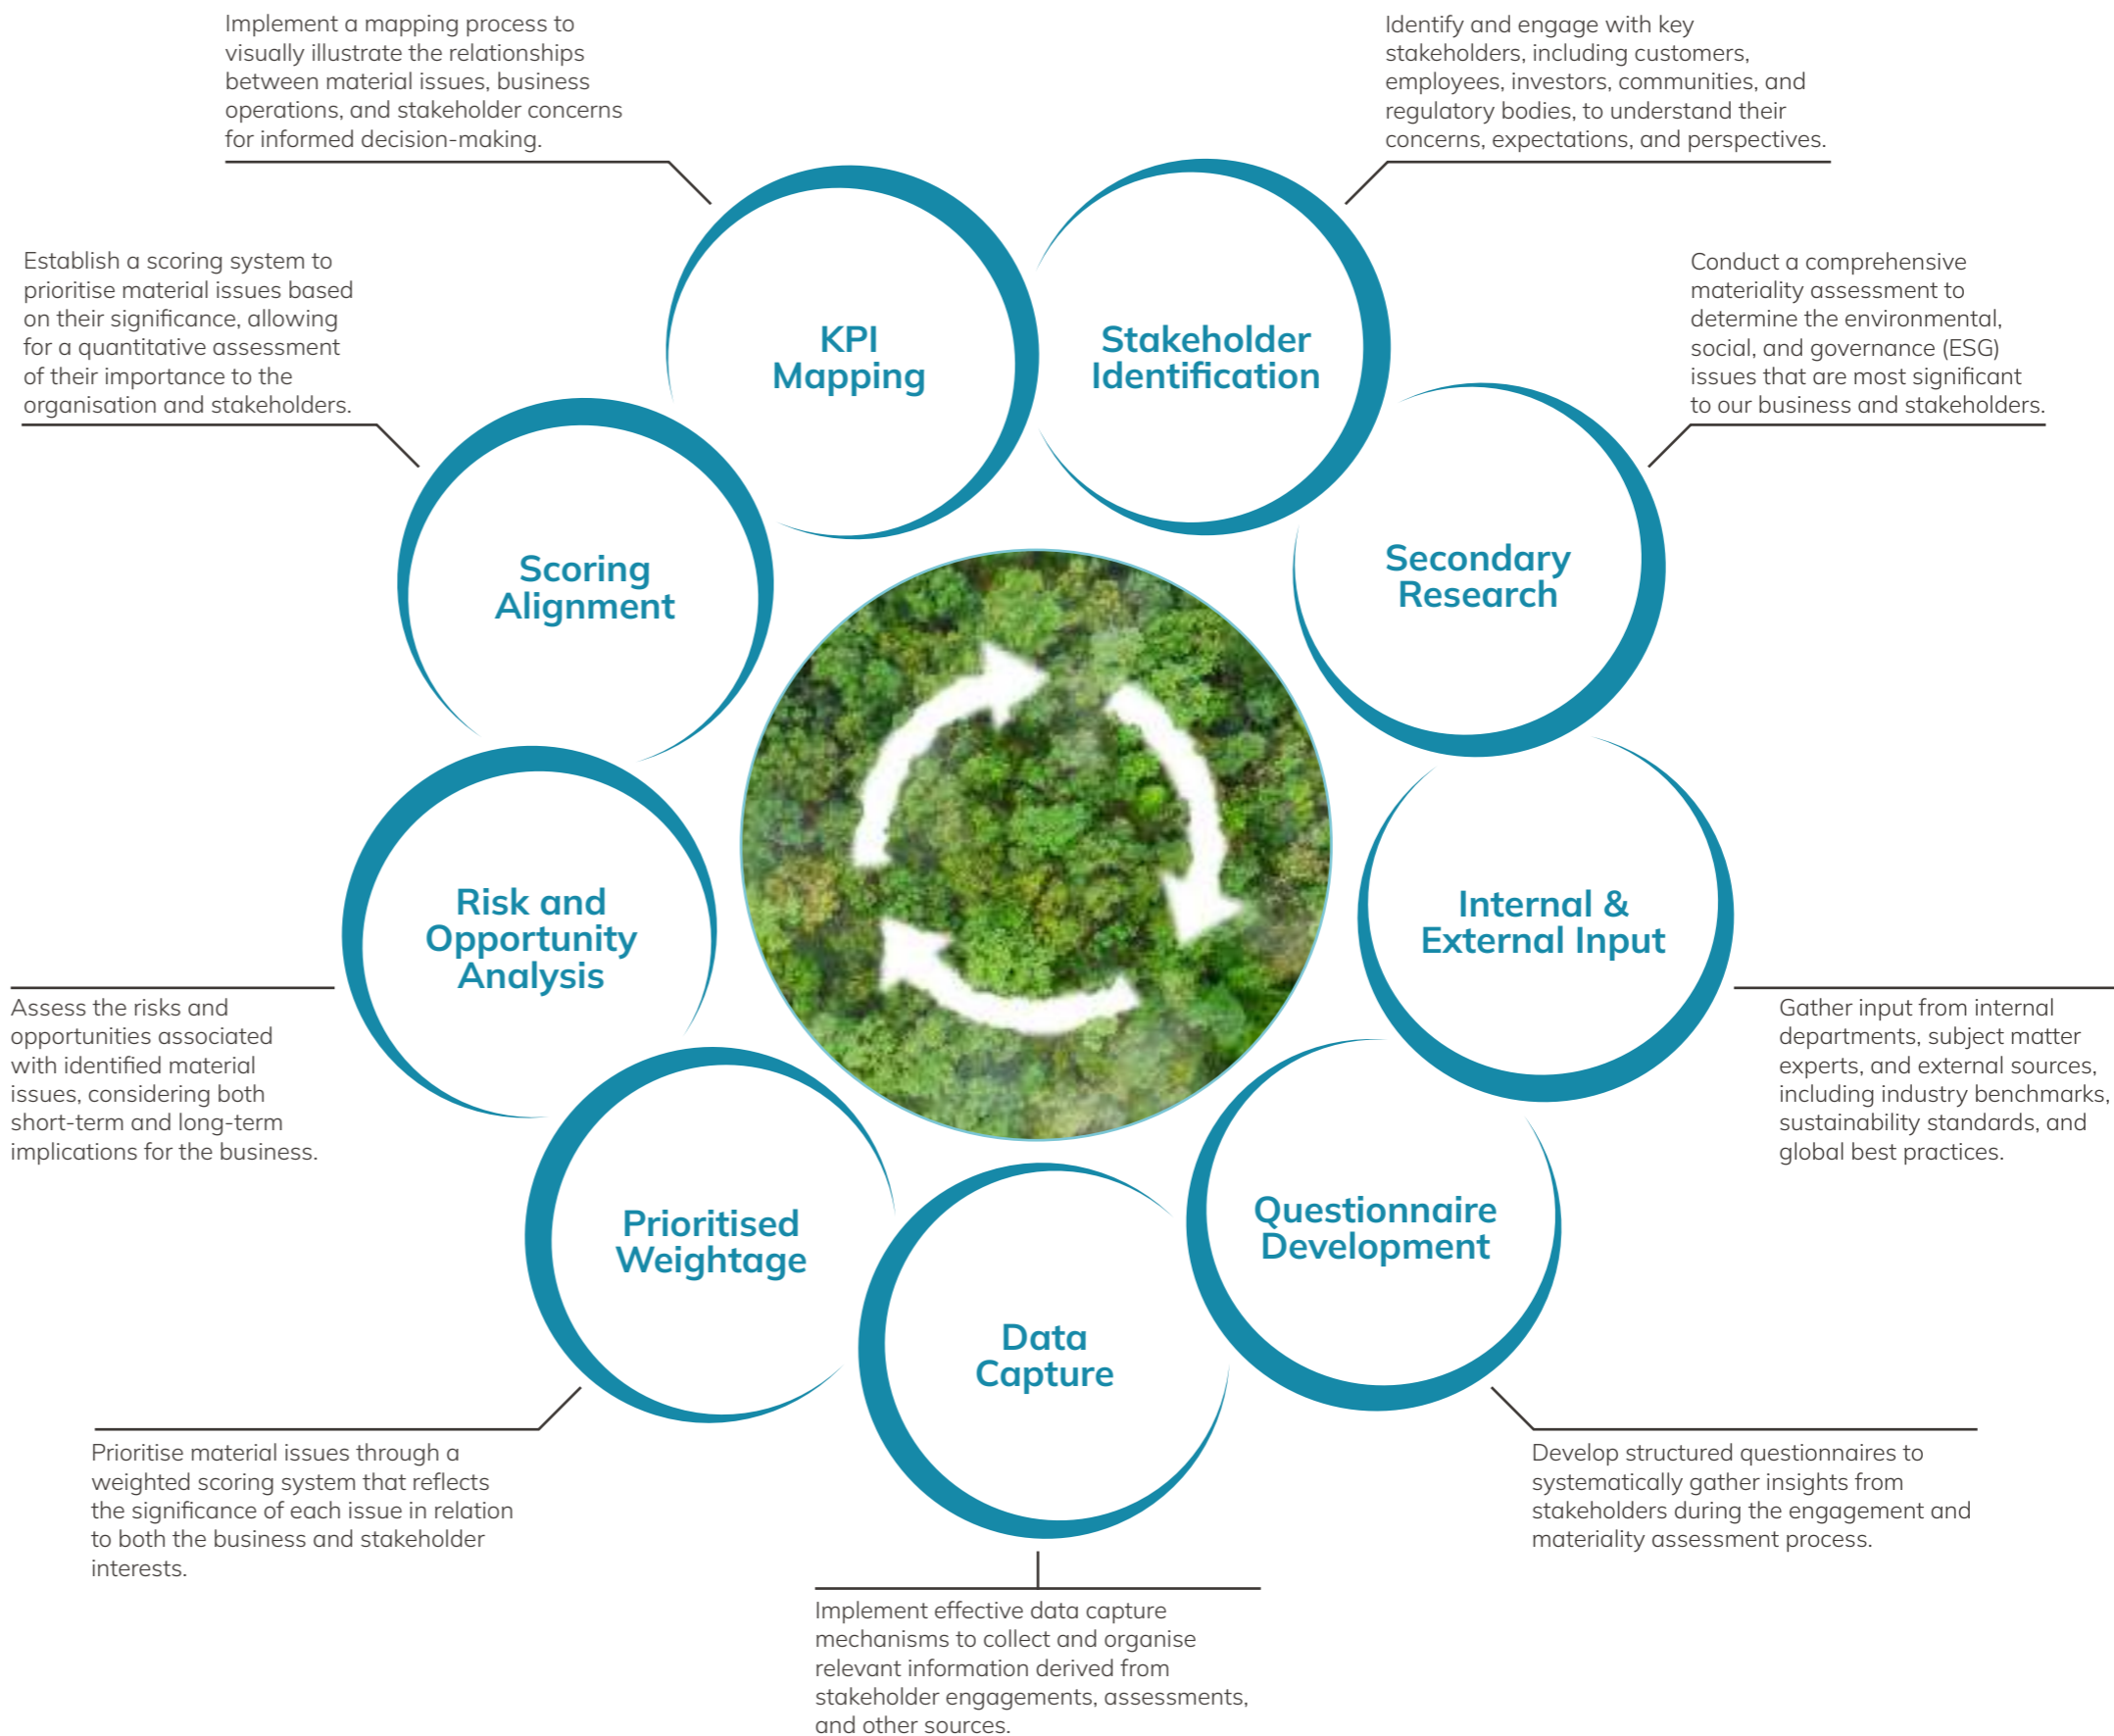 Implement a mapping process to
visually illustrate the relationships
between material issues, business
operations, and stakeholder concerns
for informed decision-making.
Identify and engage with key
stakeholders, including customers,
employees, investors, communities, and
regulatory bodies, to understand their
concerns, expectations, and perspectives.
Establish a scoring system to
prioritise material issues based
on their significance, allowing
for a quantitative assessment
of their importance to the
organisation and stakeholders.
Conduct a comprehensive
materiality assessment to
determine the environmental,
social, and governance (ESG)
issues that are most significant
to our business and stakeholders.
KPI
Mapping
Stakeholder
Identification
Scoring
Alignment
Secondary
Research
Risk and
Opportunity
Analysis
Internal &
External Input
Assess the risks and
opportunities associated
with identified material
issues, considering both
short-term and long-term
implications for the business.
Gather input from internal
departments, subject matter
experts, and external sources,
including industry benchmarks,
sustainability standards, and
global best practices.
Prioritised
Weightage
Questionnaire
Development
Data
Capture
Prioritise material issues through a
weighted scoring system that reflects
the significance of each issue in relation
to both the business and stakeholder
interests.
Develop structured questionnaires to
systematically gather insights from
stakeholders during the engagement and
materiality assessment process.
Implement effective data capture
mechanisms to collect and organise
relevant information derived from
stakeholder engagements, assessments,
and other sources.